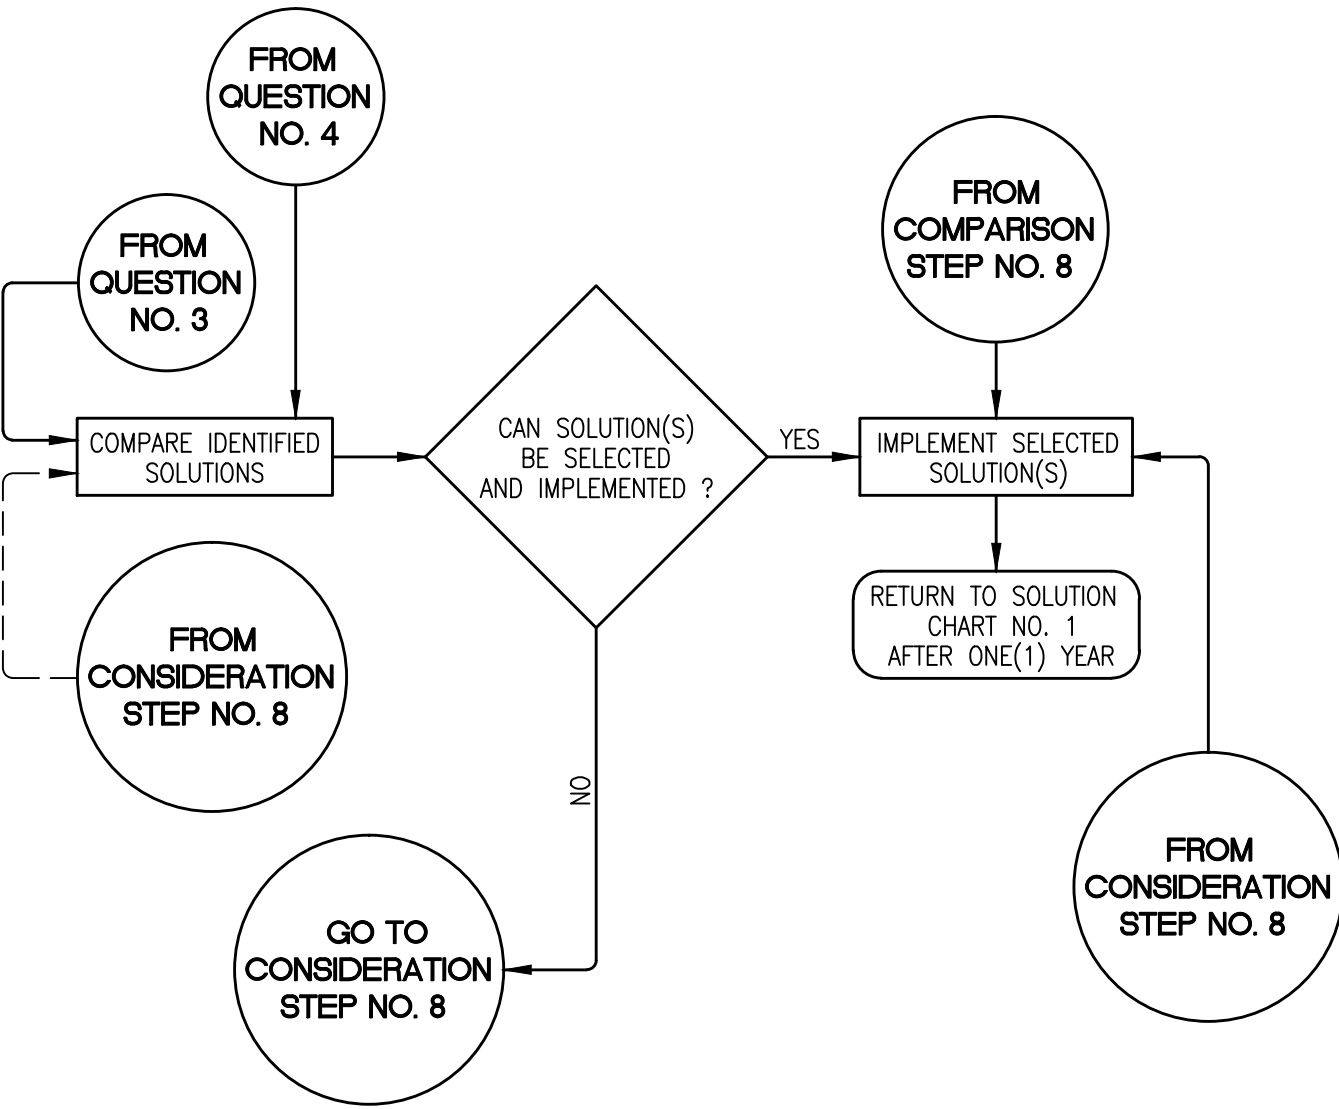 FROM
QUESTION
NO. 4
FROM
QUESTION
NO. 3
FROM
COMPARISON
STEP NO. 8
COMPARE IDENTIFIED
SOLUTIONS
CAN SOLUTION(S)
BE SELECTED
AND IMPLEMENTED ?
YES
IMPLEMENT SELECTED
SOLUTION(S)
RETURN TO SOLUTION
CHART NO. 1
AFTER ONE(1) YEAR
FROM
CONSIDERATION
STEP NO. 8
NO
GO TO
CONSIDERATION
STEP NO. 8
FROM
CONSIDERATION
STEP NO. 8